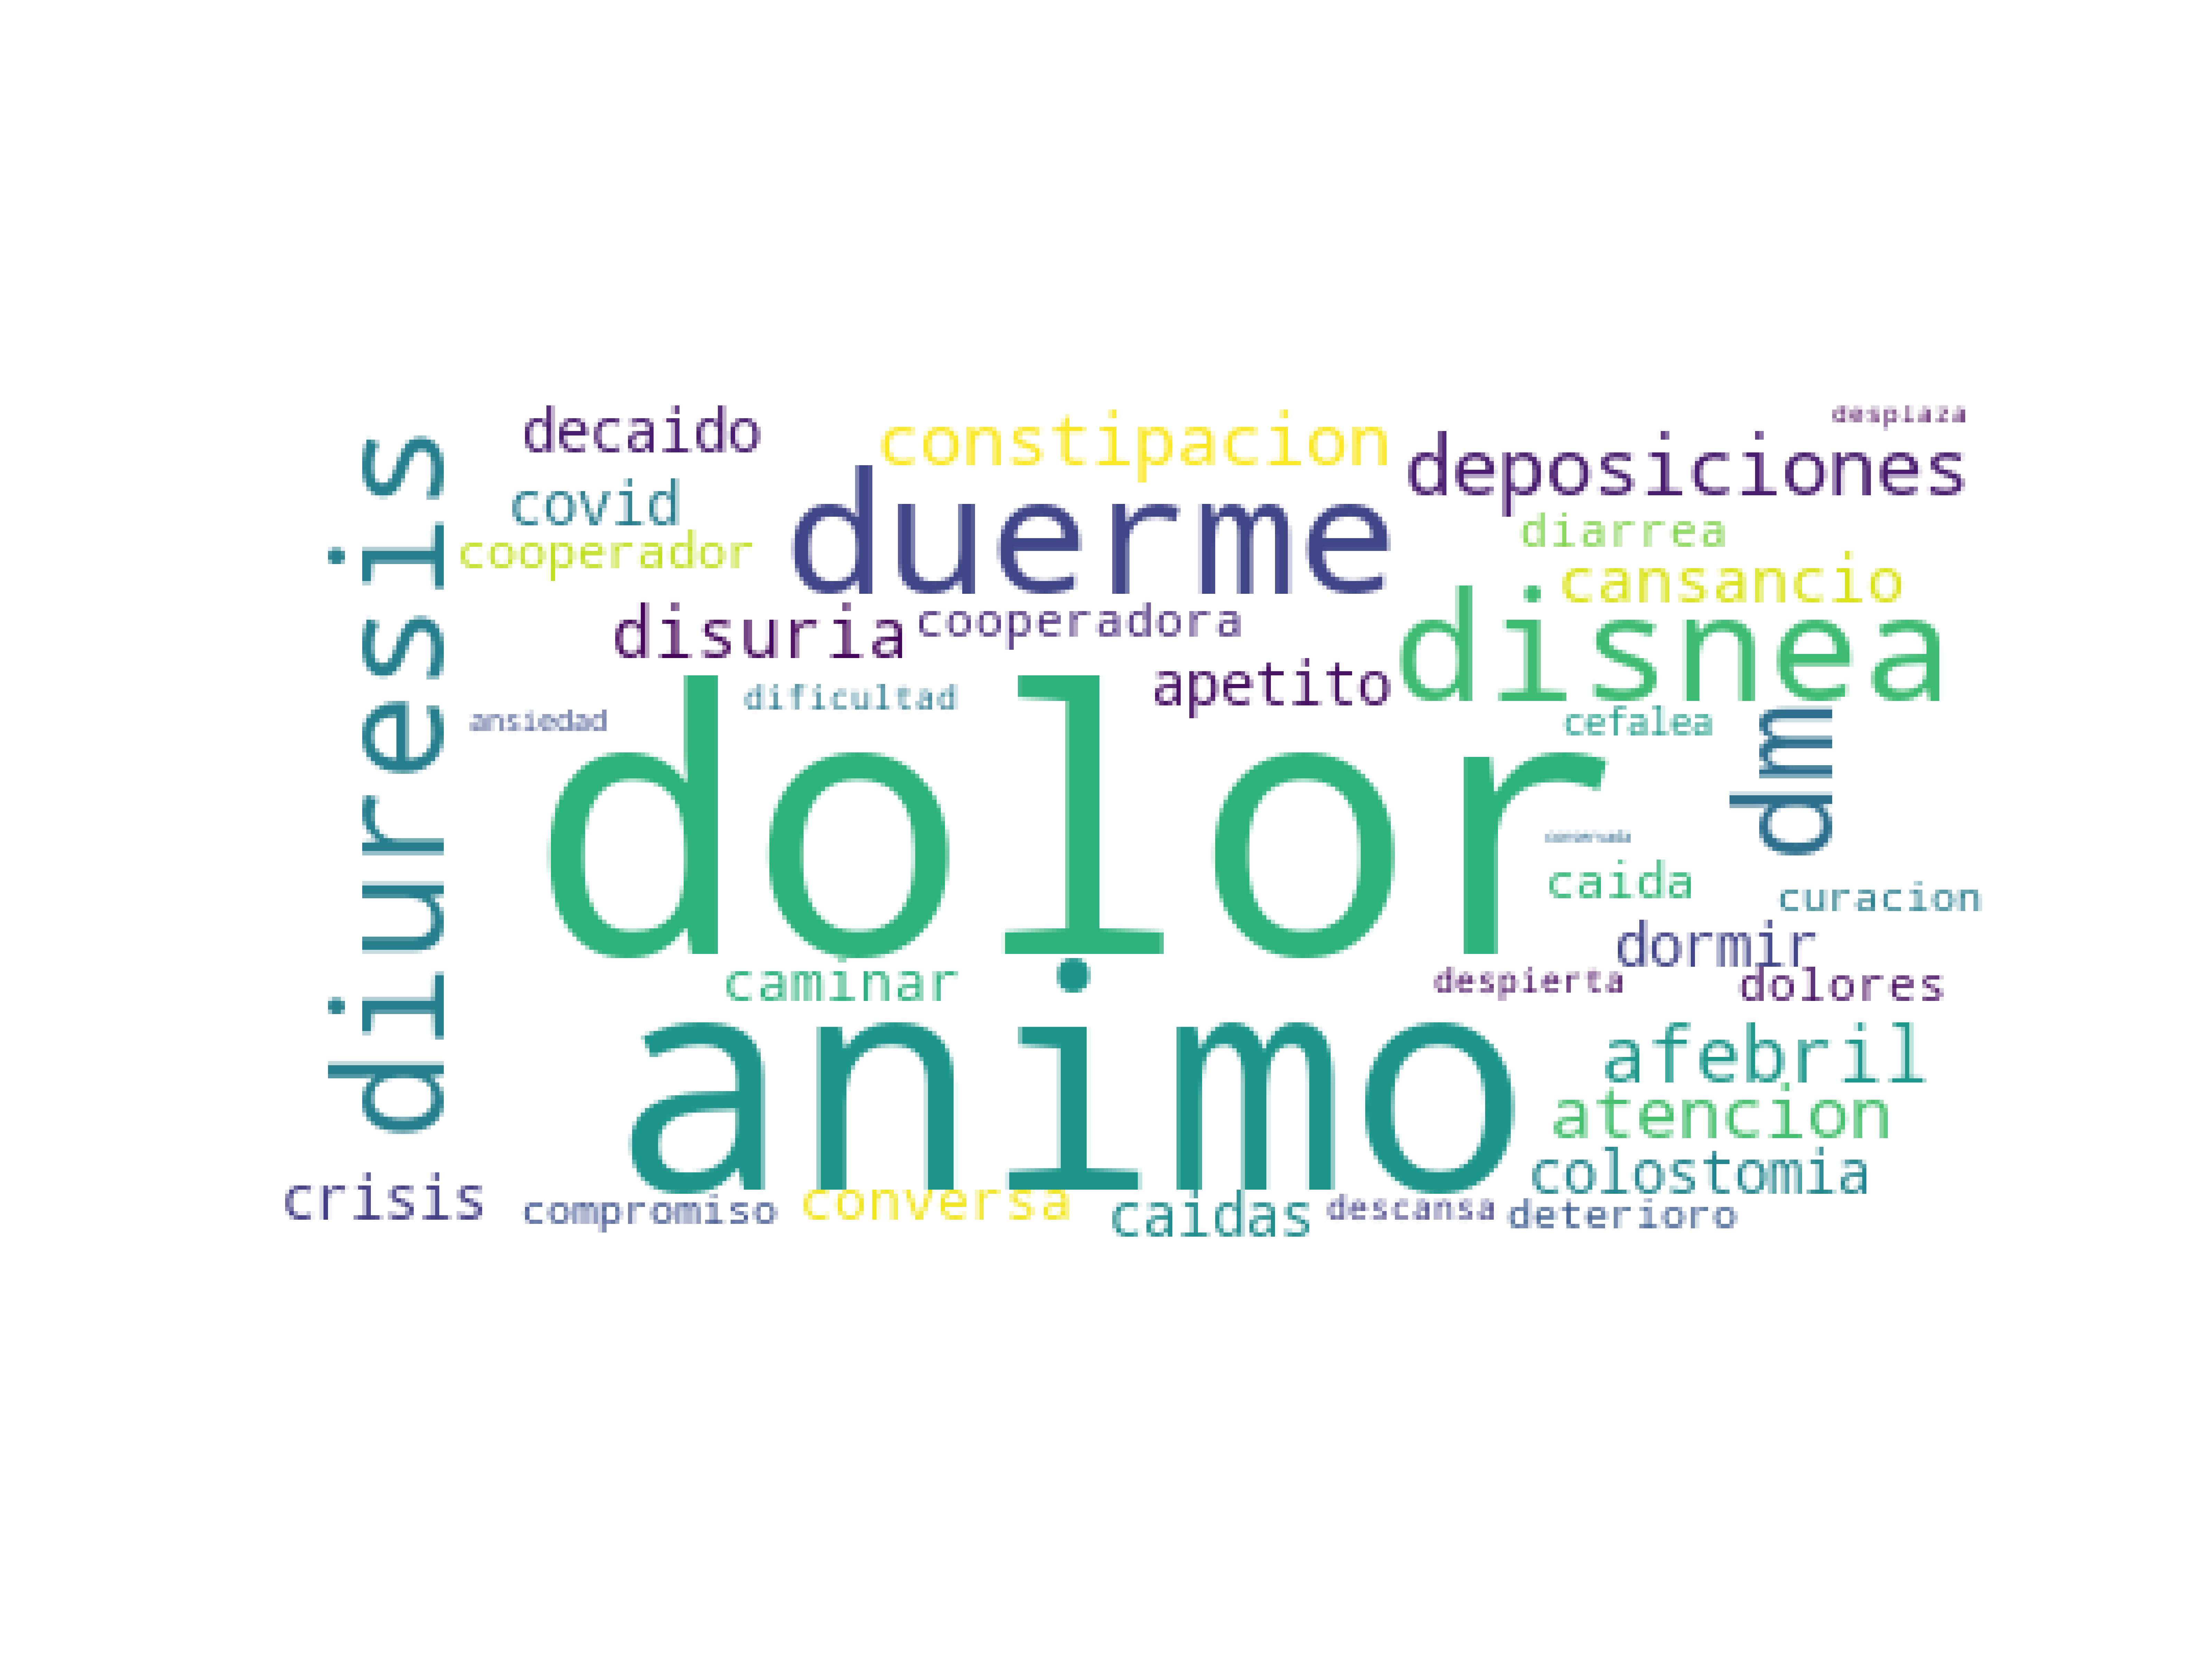 decaido
constipacion
desplaza
deposiciones
covid
duerme
diarrea
cooperador
cansancio
disuria
cooperadora
disnea
apetito
dificultad
ansiedad
cefalea
diuresis
dolor
dm
caida
curacion
dormir
caminar
despierta
dolores
animo
afebril
atencion
colostomia
crisis
compromiso
conversa
caidas
descansa
deterioro